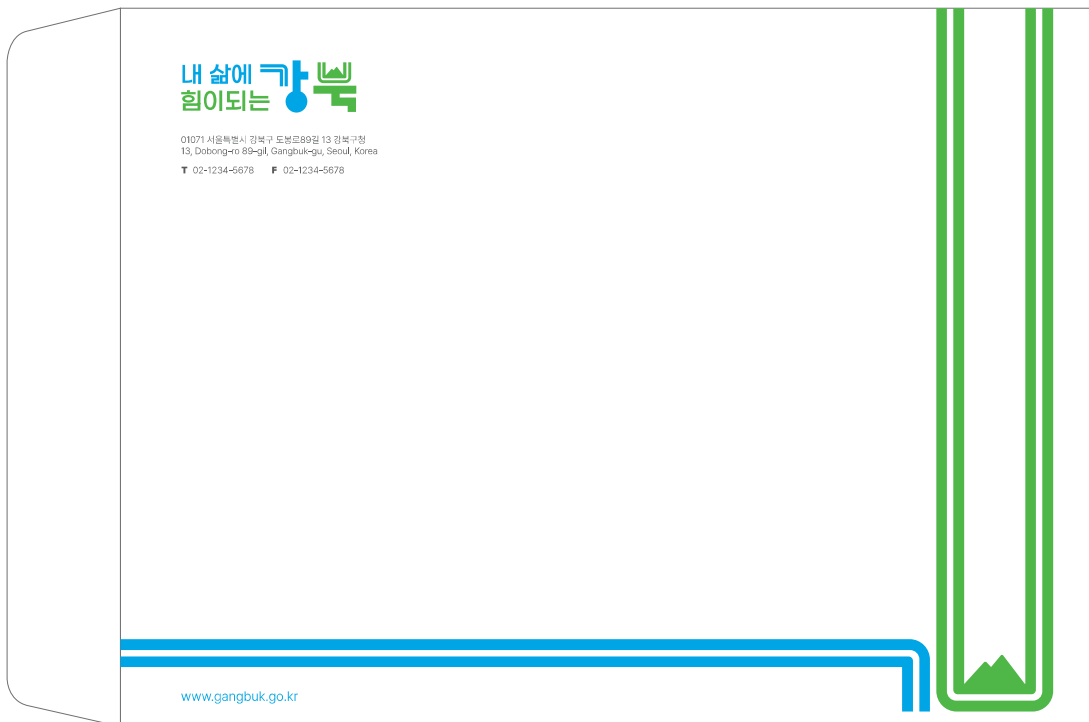 내 삶에 강북
힘이되는
01071 서울특별시 강북구 도봉로89길 13 강북구청
13, Dobong-ro 89-gil, Gangbuk-gu, Seoul, Korea
T 02-1234-5678 F 02-1234-5678
www.gangbuk.go.kr